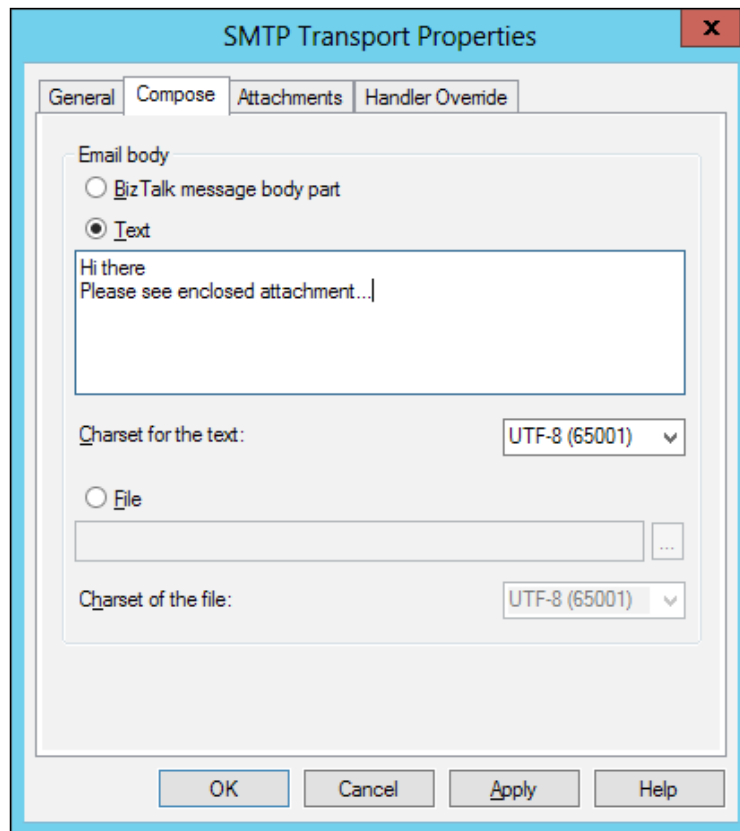 SMTP Transport Properties
x
General Compose Attachments Handler Override
Email body
BizTalk message body part
Text
Hi there
Please see enclosed attachment...
Charset for the text: UTF-8 (65001)
File
...
Charset of the file: UTF-8 (65001)
OK Cancel Apply Help